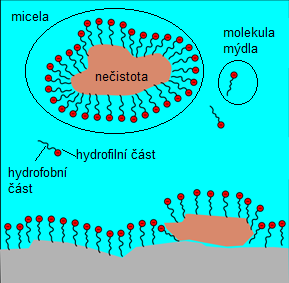 micela
molekula
mýdla
nečistota
hydrofilní část
hydrofobní
část